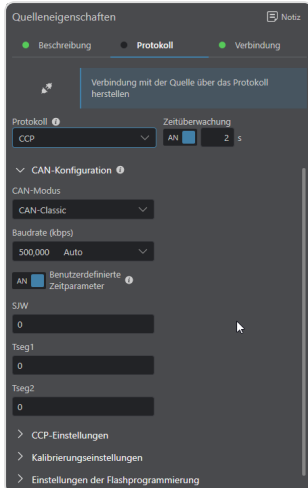 Quelleneigenschaften
Notiz
Beschreibung
Protokoll
Verbindung
Verbindung mit der Quelle über das Protokoll
herstellen
Protokoll
Zeitüberwachung
CCP
AN
2
s
CAN-Konfiguration
CAN-Modus
CAN-Classic
Baudrate (kbps)
500,000 Auto
AN
Benutzerdefinierte
Zeitparameter
SJW
0
Tseg1
0
Tseg2
0
CCP-Einstellungen
Kalibrierungseinstellungen
Einstellungen der Flashprogrammierung